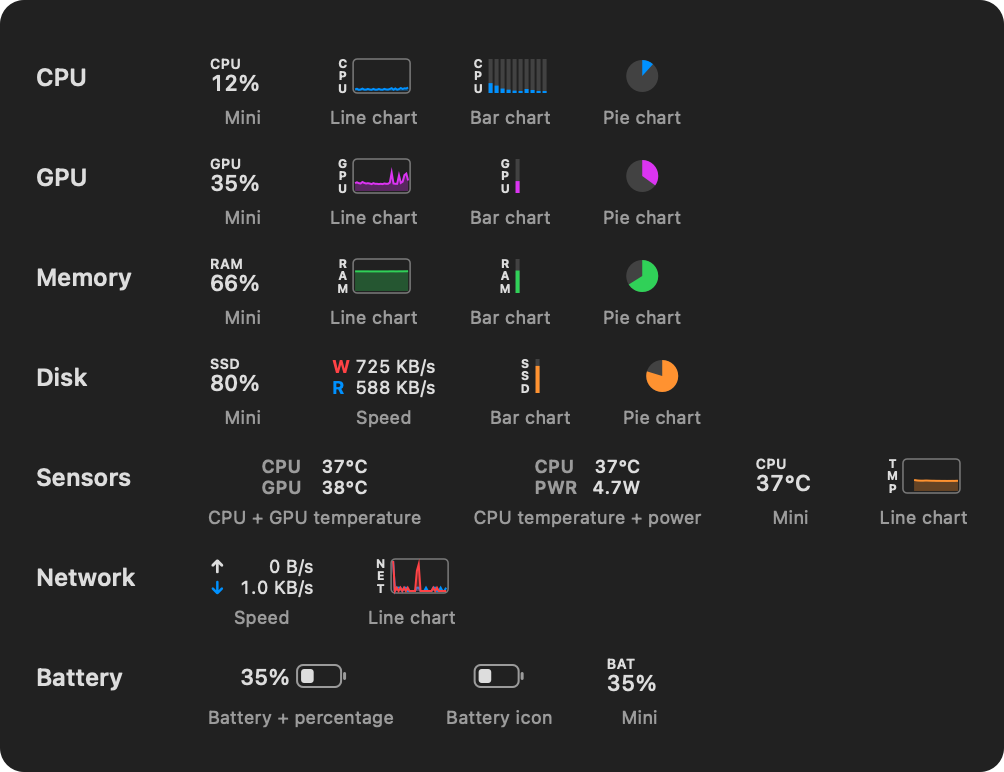 CPU
CPU
12%
Mini
CPU
Line chart
CPU
Bar chart
Pie chart
GPU
GPU
35%
Mini
GPU
Line chart
GPU
Bar chart
Pie chart
Memory
RAM
66%
Mini
RAM
Line chart
RAM
Bar chart
Pie chart
Disk
SSD
80%
Mini
W 725 KB/s
R 588 KB/s
Speed
SSD
Bar chart
Pie chart
Sensors
CPU 37°C
GPU 38°C
CPU + GPU temperature
CPU 37°C
PWR 4.7W
CPU temperature + power
CPU
37°C
Mini
TMP
Line chart
Network
↑ 0 B/s
↓ 1.0 KB/s
Speed
NET
Line chart
Battery
35%
Battery + percentage
Battery icon
BAT
35%
Mini